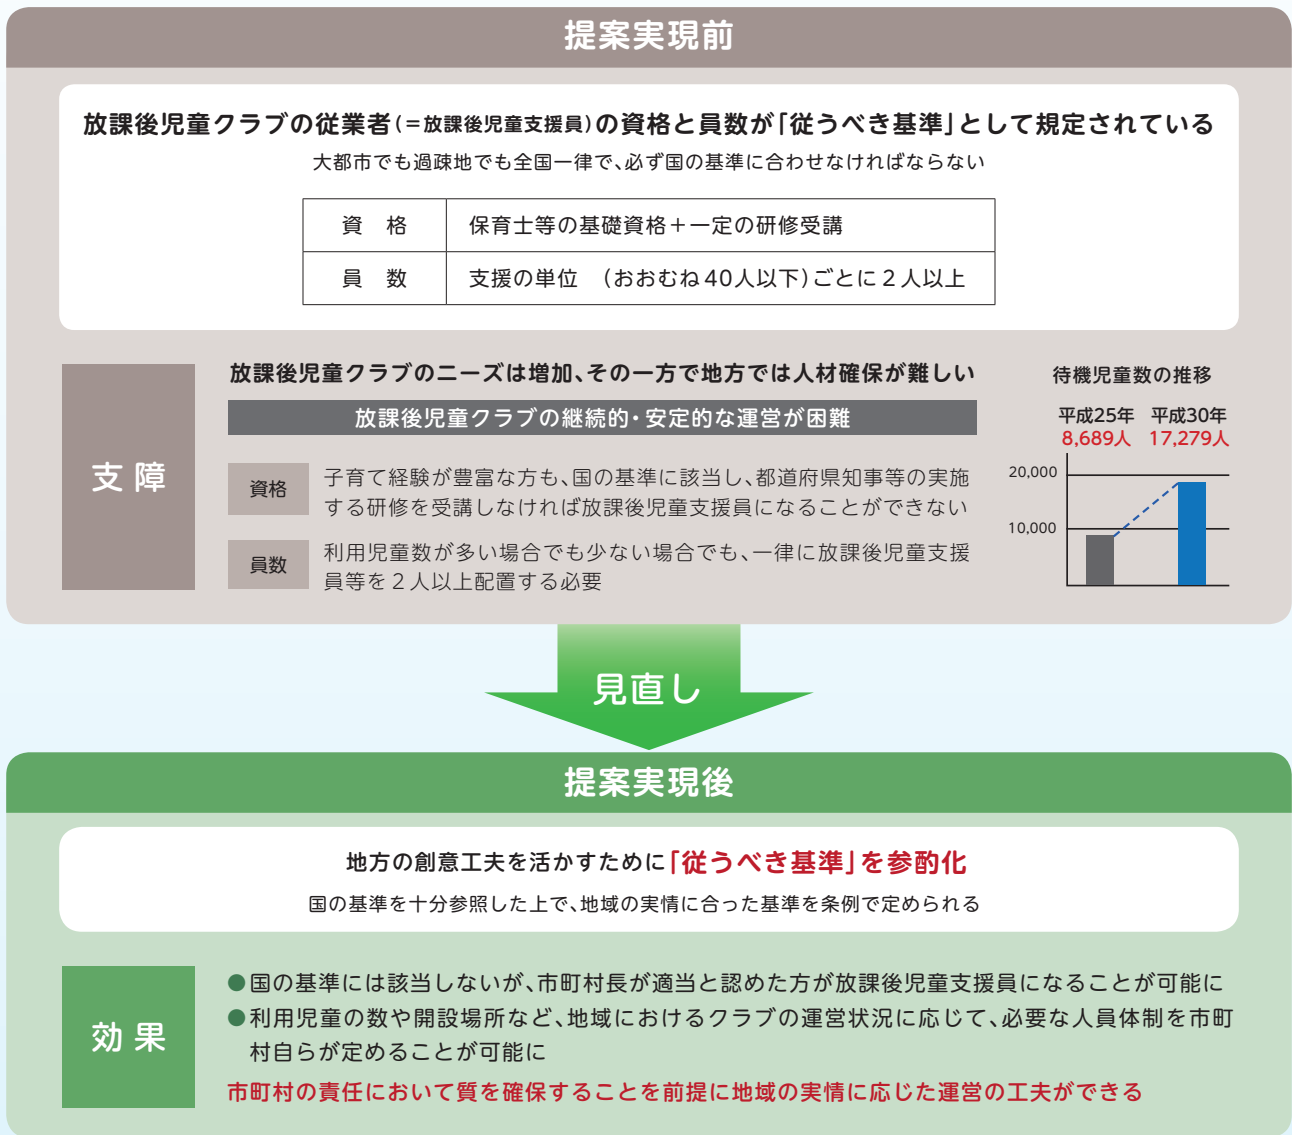 提案実現前
放課後児童クラブの従業者(=放課後児童支援員)の資格と員数が「従うべき基準」として規定されている
大都市でも過疎地でも全国一律で、必ず国の基準に合わせなければならない
資　格　保育士等の基礎資格＋一定の研修受講
員　数　支援の単位　(おおむね40人以下)ごとに2人以上
支障
放課後児童クラブのニーズは増加、その一方で地方では人材確保が難しい
放課後児童クラブの継続的・安定的な運営が困難
資格
子育て経験が豊富な方も、国の基準に該当し、都道府県知事等の実施
する研修を受講しなければ放課後児童支援員になることができない
員数
利用児童数が多い場合でも少ない場合でも、一律に放課後児童支援
員等を2人以上配置する必要
待機児童数の推移
平成25年　平成30年
8,689人　17,279人
20,000
10,000
見直し
提案実現後
地方の創意工夫を活かすために「従うべき基準」を参酌化
国の基準を十分参照した上で、地域の実情に合った基準を条例で定められる
効果
●国の基準には該当しないが、市町村長が適当と認めた方が放課後児童支援員になることが可能に
●利用児童の数や開設場所など、地域におけるクラブの運営状況に応じて、必要な人員体制を市町
村自らが定めることが可能に
市町村の責任において質を確保することを前提に地域の実情に応じた運営の工夫ができる